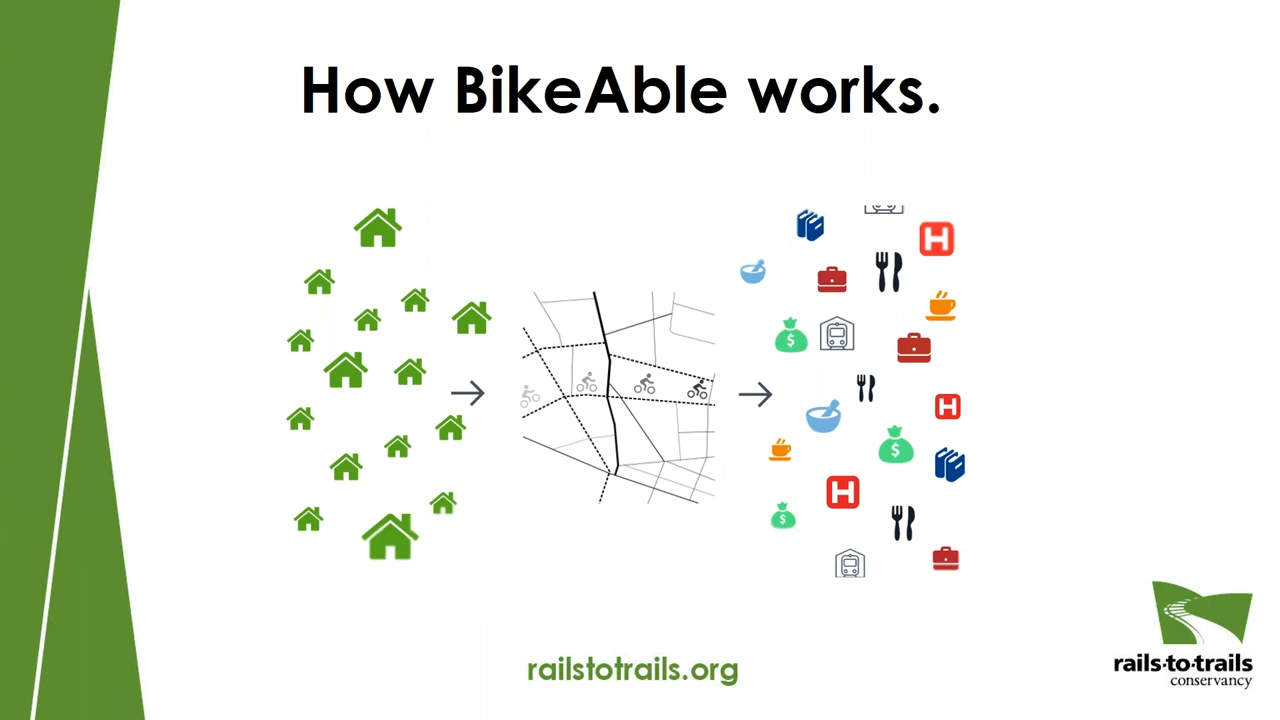 How BikeAble works.
H
$
H
$
H
$
railstotrails.org
rails·to·trails
conservancy